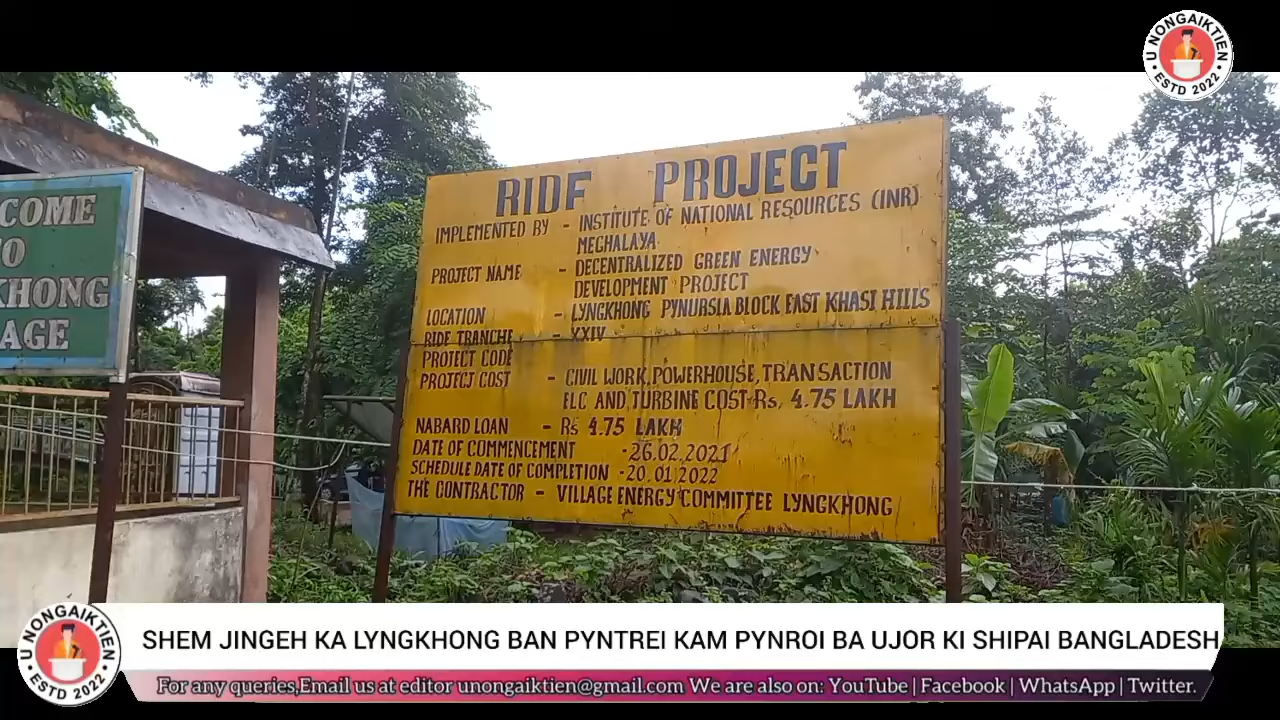 U NONGAIKTIEN
ESTD 2022
COME
TO
KHONG
AGE
RIDF PROJECT
IMPLEMENTED BY - INSTITUTE OF NATIONAL RESOURCES (INR)
MEGHALAYA
PROJECT NAME - DECENTRALIZED GREEN ENERGY
DEVELOPMENT PROJECT
LOCATION - LYNGKHONG PYNURSLA BLOCK EAST KHASI HILLS
RIDF TRANCHE - XXIV
PROTECT CODE
PROJECT COST - CIVIL WORK, POWERHOUSE, TRANSACTION
ELC AND TURBINE COST-Rs. 4.75 LAKH
NABARD LOAN - Rs 4.75 LAKH
DATE OF COMMENCEMENT -26.02.2021
SCHEDULE DATE OF COMPLETION -20.01.2022
THE CONTRACTOR - VILLAGE ENERGY COMMITTEE LYNGKHONG
U NONGAIKTIEN
ESTD 2022
SHEM JINGEH KA LYNGKHONG BAN PYNTREI KAM PYNROI BA UJOR KI SHIPAI BANGLADESH
For any queries,Email us at editor unongaiktien@gmail.com We are also on: YouTube | Facebook | WhatsApp | Twitter.